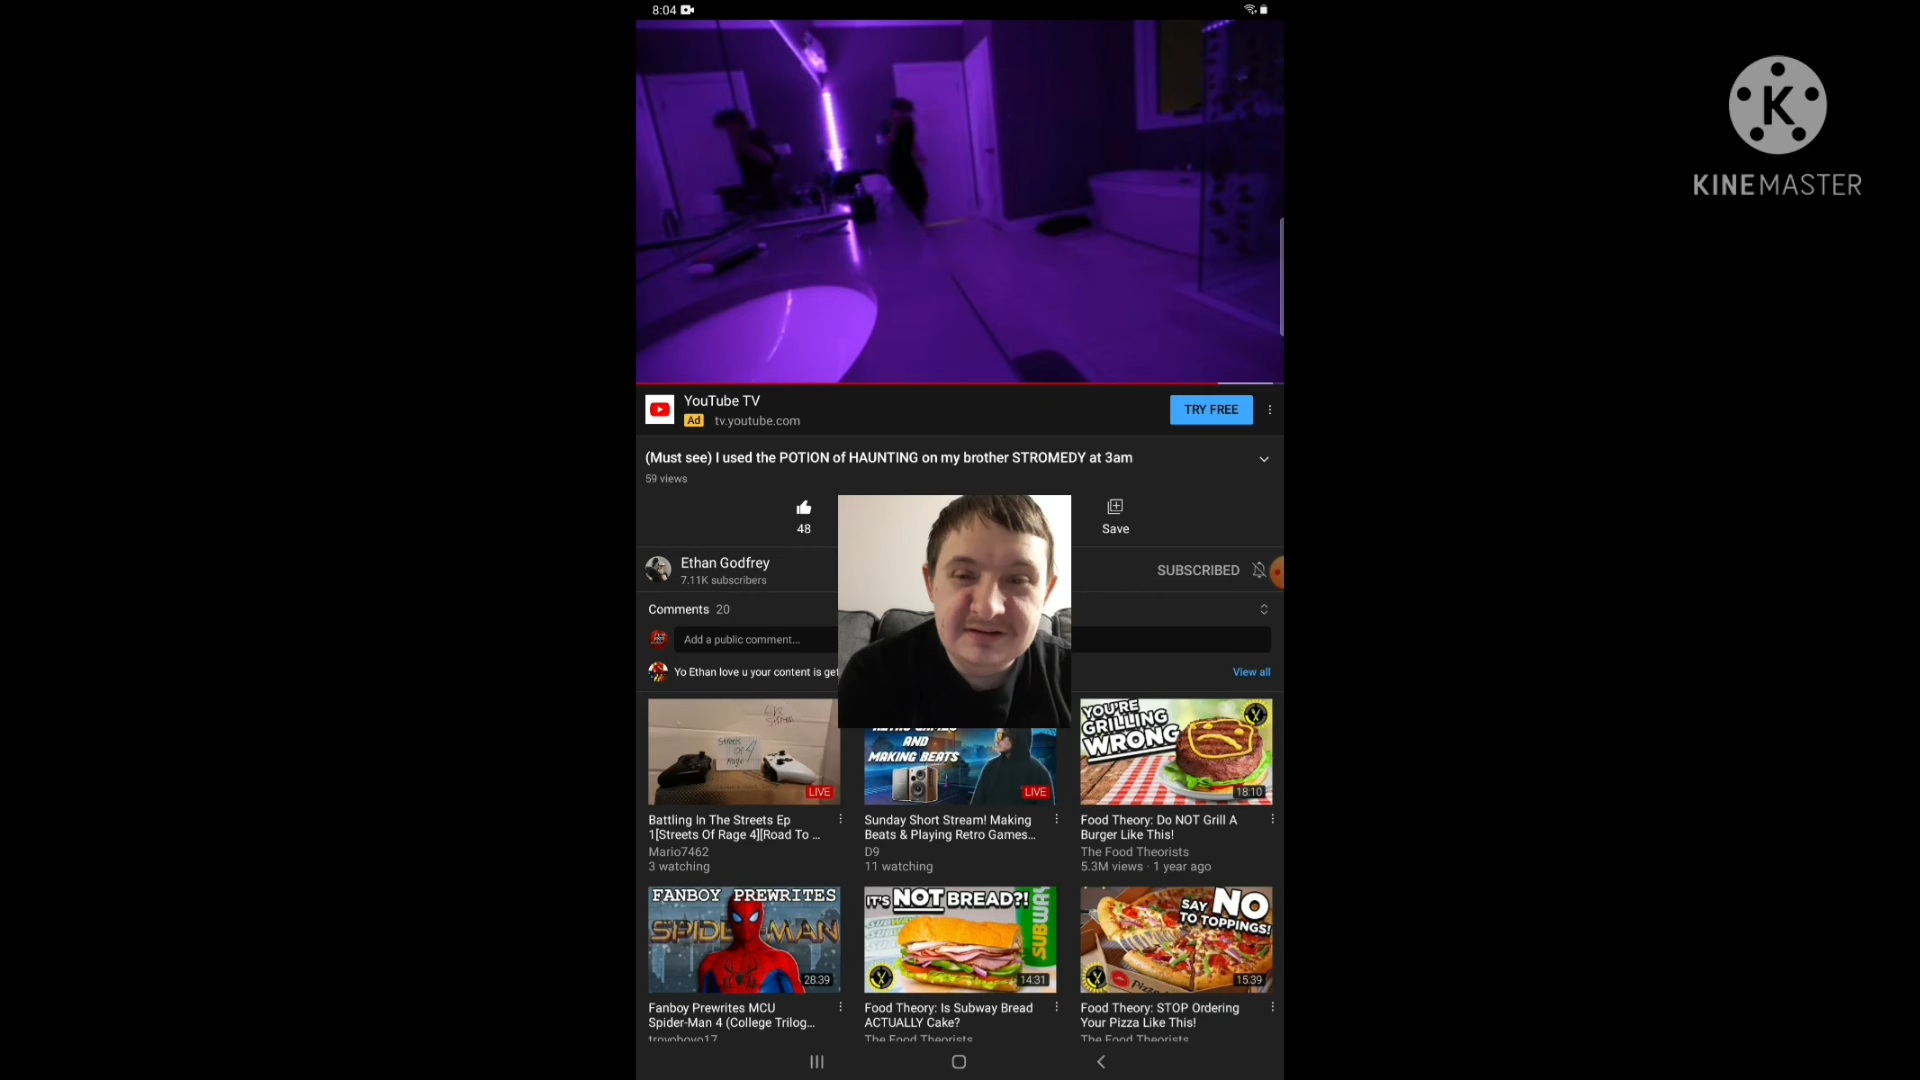 8:04
KINEMASTER
YouTube TV
Ad tv.youtube.com
TRY FREE
(Must see) I used the POTION of HAUNTING on my brother STROMEDY at 3am
59 views
48
Save
Ethan Godfrey
7.11K subscribers
SUBSCRIBED
Comments 20
Add a public comment...
Yo Ethan love u your content is get
View all
LIVE
AND
MAKING BEATS
LIVE
YOU'RE
GRILLING
WRONG
18:10
Battling In The Streets Ep
1[Streets Of Rage 4][Road To ...
Mario7462
3 watching
Sunday Short Stream! Making
Beats & Playing Retro Games...
D9
11 watching
Food Theory: Do NOT Grill A
Burger Like This!
The Food Theorists
5.3M views · 1 year ago
FANBOY PREWRITES
SPIDER-MAN
28:39
IT'S NOT BREAD?!
SUBWAY
14:31
SAY NO
TO TOPPINGS!
15:39
Fanboy Prewrites MCU
Spider-Man 4 (College Trilog...
Food Theory: Is Subway Bread
ACTUALLY Cake?
The Food Theorists
Food Theory: STOP Ordering
Your Pizza Like This!
The Food Theorists